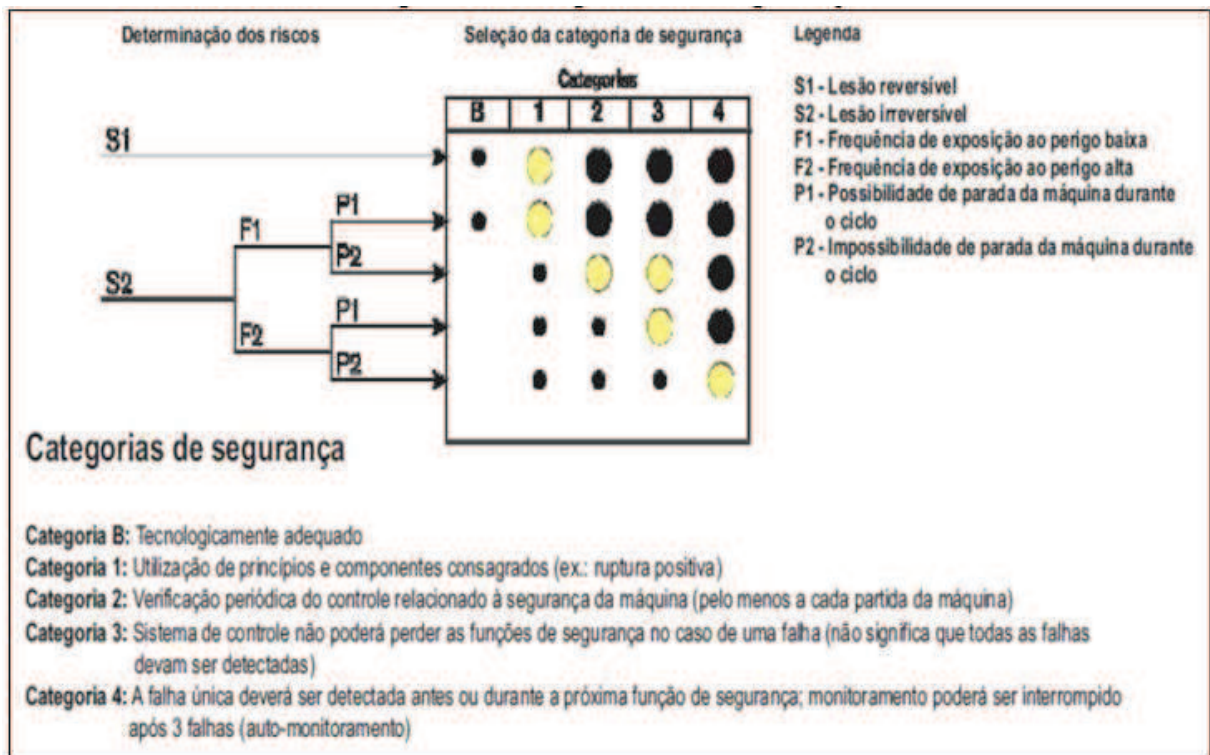 Determinação dos riscos
Seleção da categoria de segurança
Legenda
Categorias
B 1 2 3 4
S1
S2
F1
F2
P1
P2
P1
P2
S1 - Lesão reversível
S2 - Lesão irreversível
F1 - Frequência de exposição ao perigo baixa
F2 - Frequência de exposição ao perigo alta
P1 - Possibilidade de parada da máquina durante
o ciclo
P2 - Impossibilidade de parada da máquina durante
o ciclo
Categorias de segurança
Categoria B: Tecnologicamente adequado
Categoria 1: Utilização de princípios e componentes consagrados (ex.: ruptura positiva)
Categoria 2: Verificação periódica do controle relacionado à segurança da máquina (pelo menos a cada partida da máquina)
Categoria 3: Sistema de controle não poderá perder as funções de segurança no caso de uma falha (não significa que todas as falhas
devam ser detectadas)
Categoria 4: A falha única deverá ser detectada antes ou durante a próxima função de segurança; monitoramento poderá ser interrompido
após 3 falhas (auto-monitoramento)